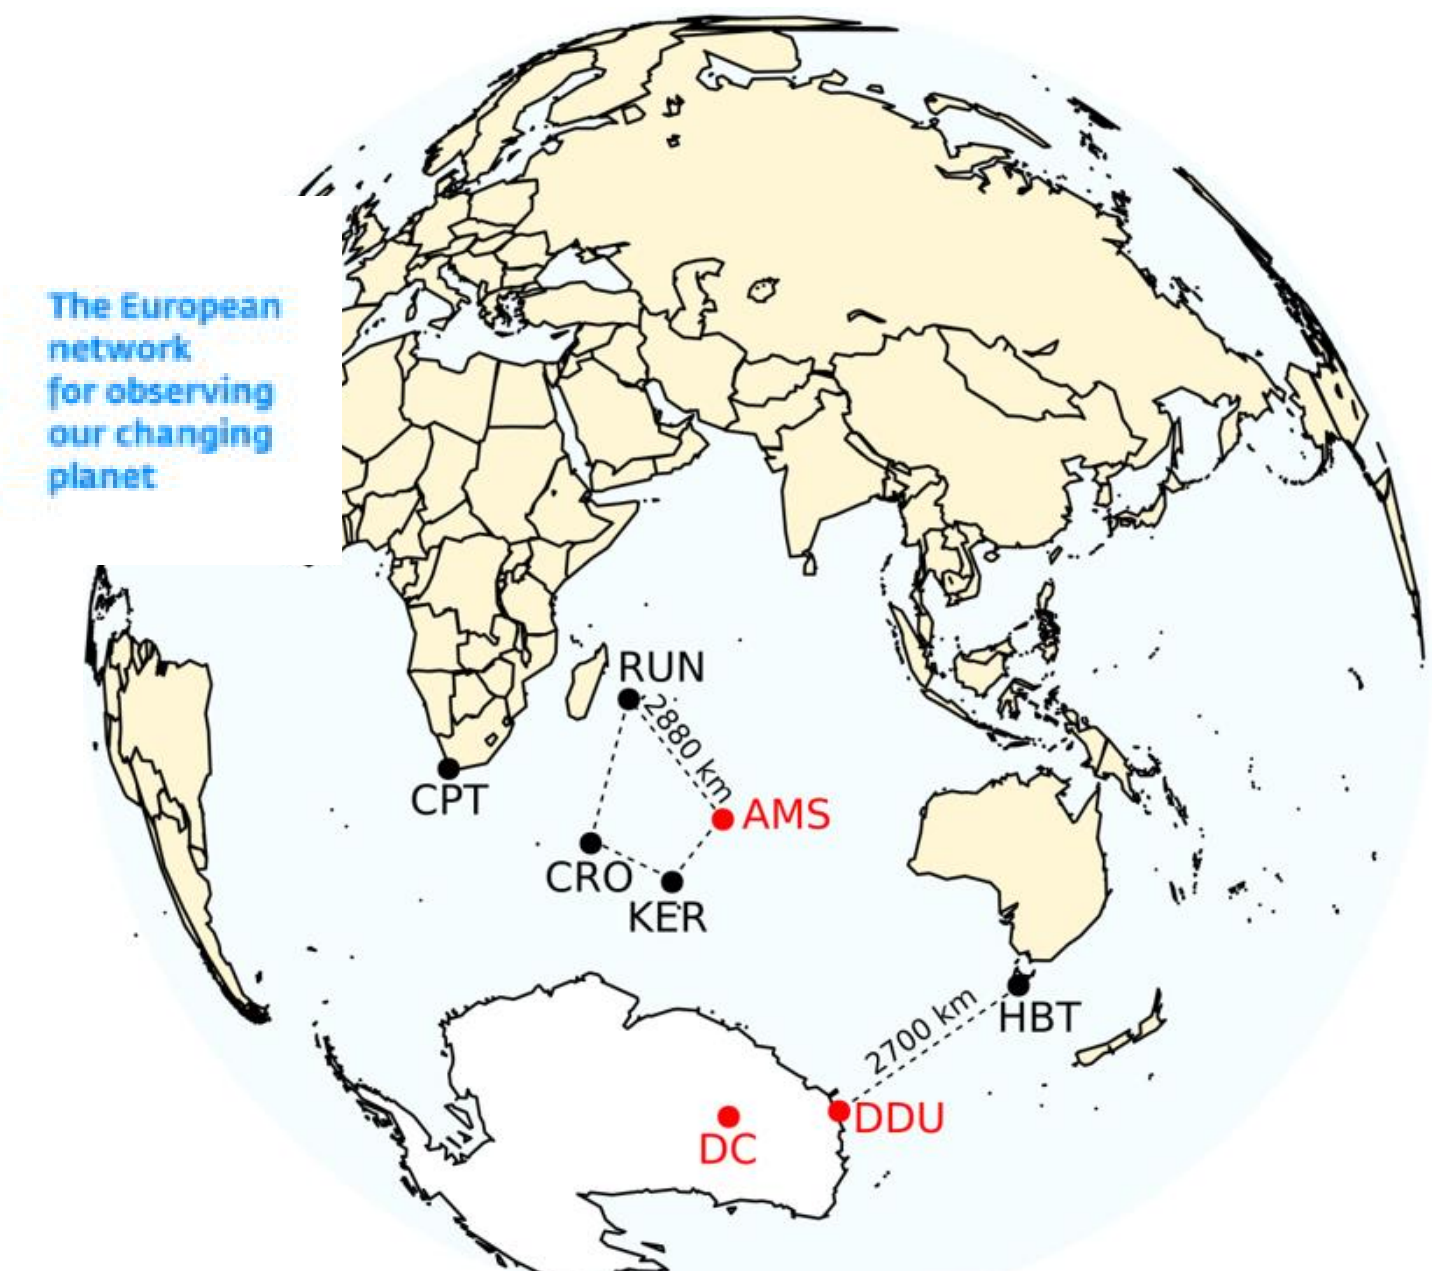 The European
network
for observing
our changing
planet
RUN
2880 km
CPT
AMS
CRO
KER
HBT
2700 km
DDU
DC